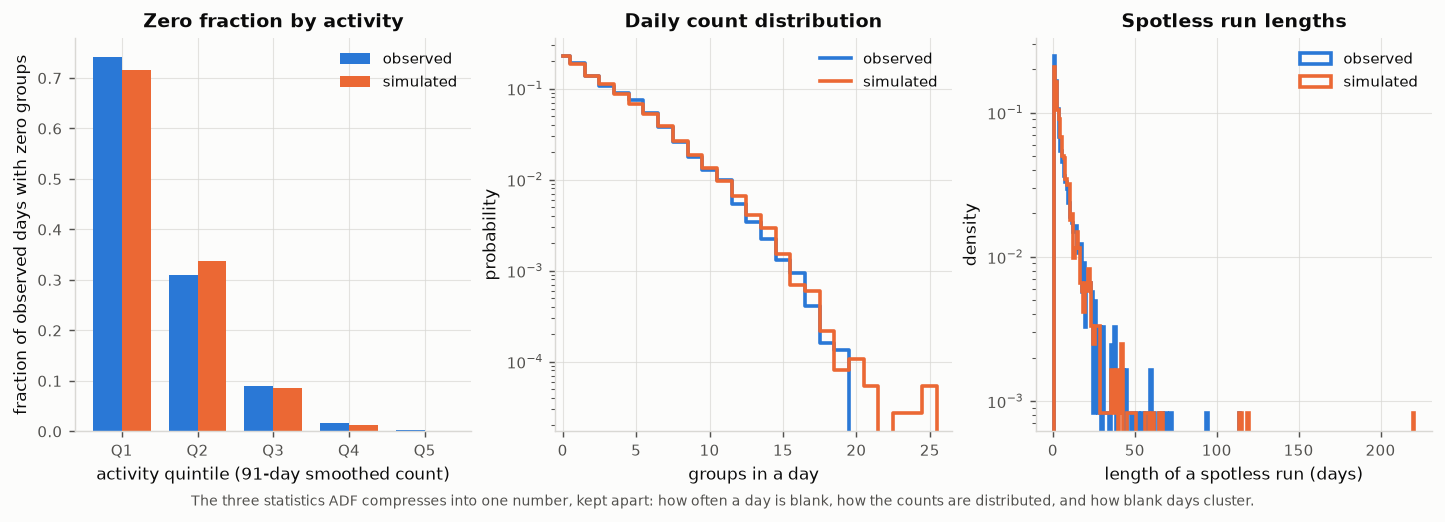 Zero fraction by activity
fraction of observed days with zero groups
0.7
0.6
0.5
0.4
0.3
0.2
0.1
0.0
observed
simulated
Q1 Q2 Q3 Q4 Q5
activity quintile (91-day smoothed count)
Daily count distribution
probability
10⁻¹
10⁻²
10⁻³
10⁻⁴
observed
simulated
0 5 10 15 20 25
groups in a day
Spotless run lengths
density
10⁻¹
10⁻²
10⁻³
observed
simulated
0 50 100 150 200
length of a spotless run (days)
The three statistics ADF compresses into one number, kept apart: how often a day is blank, how the counts are distributed, and how blank days cluster.